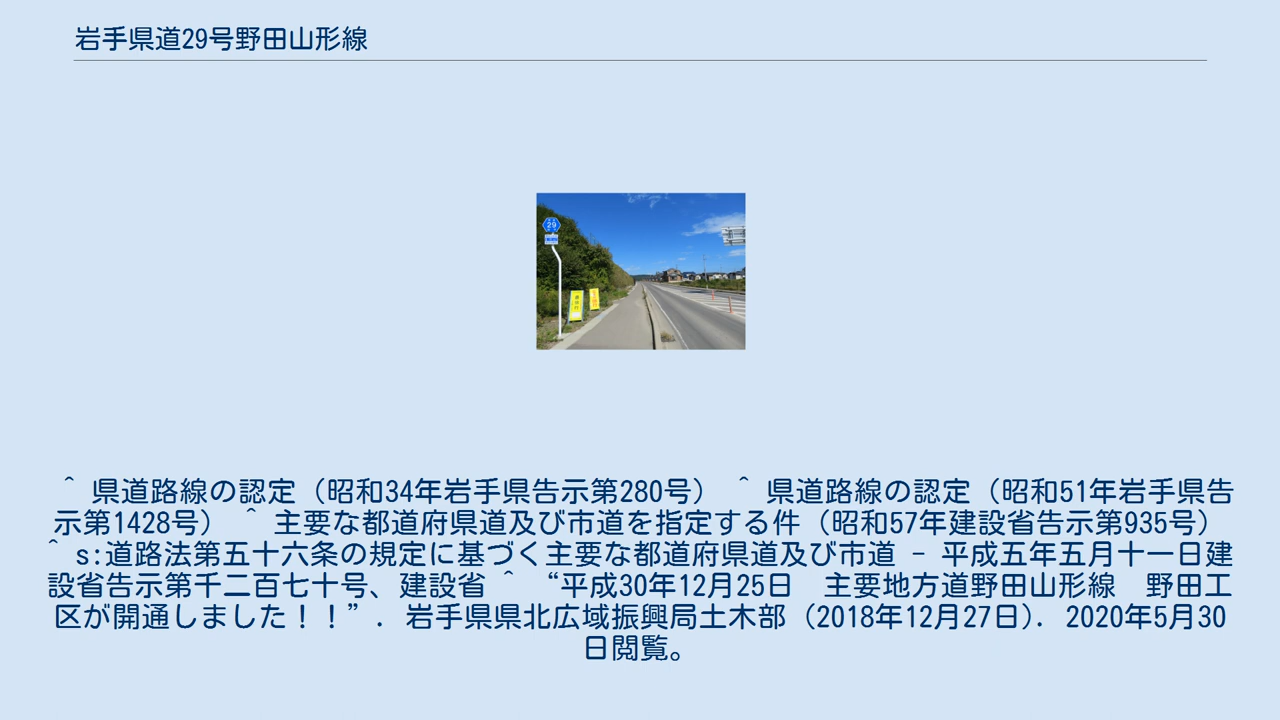 岩手県道29号野田山形線
29
^ 県道路線の認定（昭和34年岩手県告示第280号） ^ 県道路線の認定（昭和51年岩手県告
示第1428号） ^ 主要な都道府県道及び市道を指定する件（昭和57年建設省告示第935号）
^ s:道路法第五十六条の規定に基づく主要な都道府県道及び市道 - 平成五年五月十一日建
設省告示第千二百七十号、建設省 ^ “平成30年12月25日　主要地方道野田山形線　野田工
区が開通しました！！”. 岩手県県北広域振興局土木部（2018年12月27日）. 2020年5月30
日閲覧。